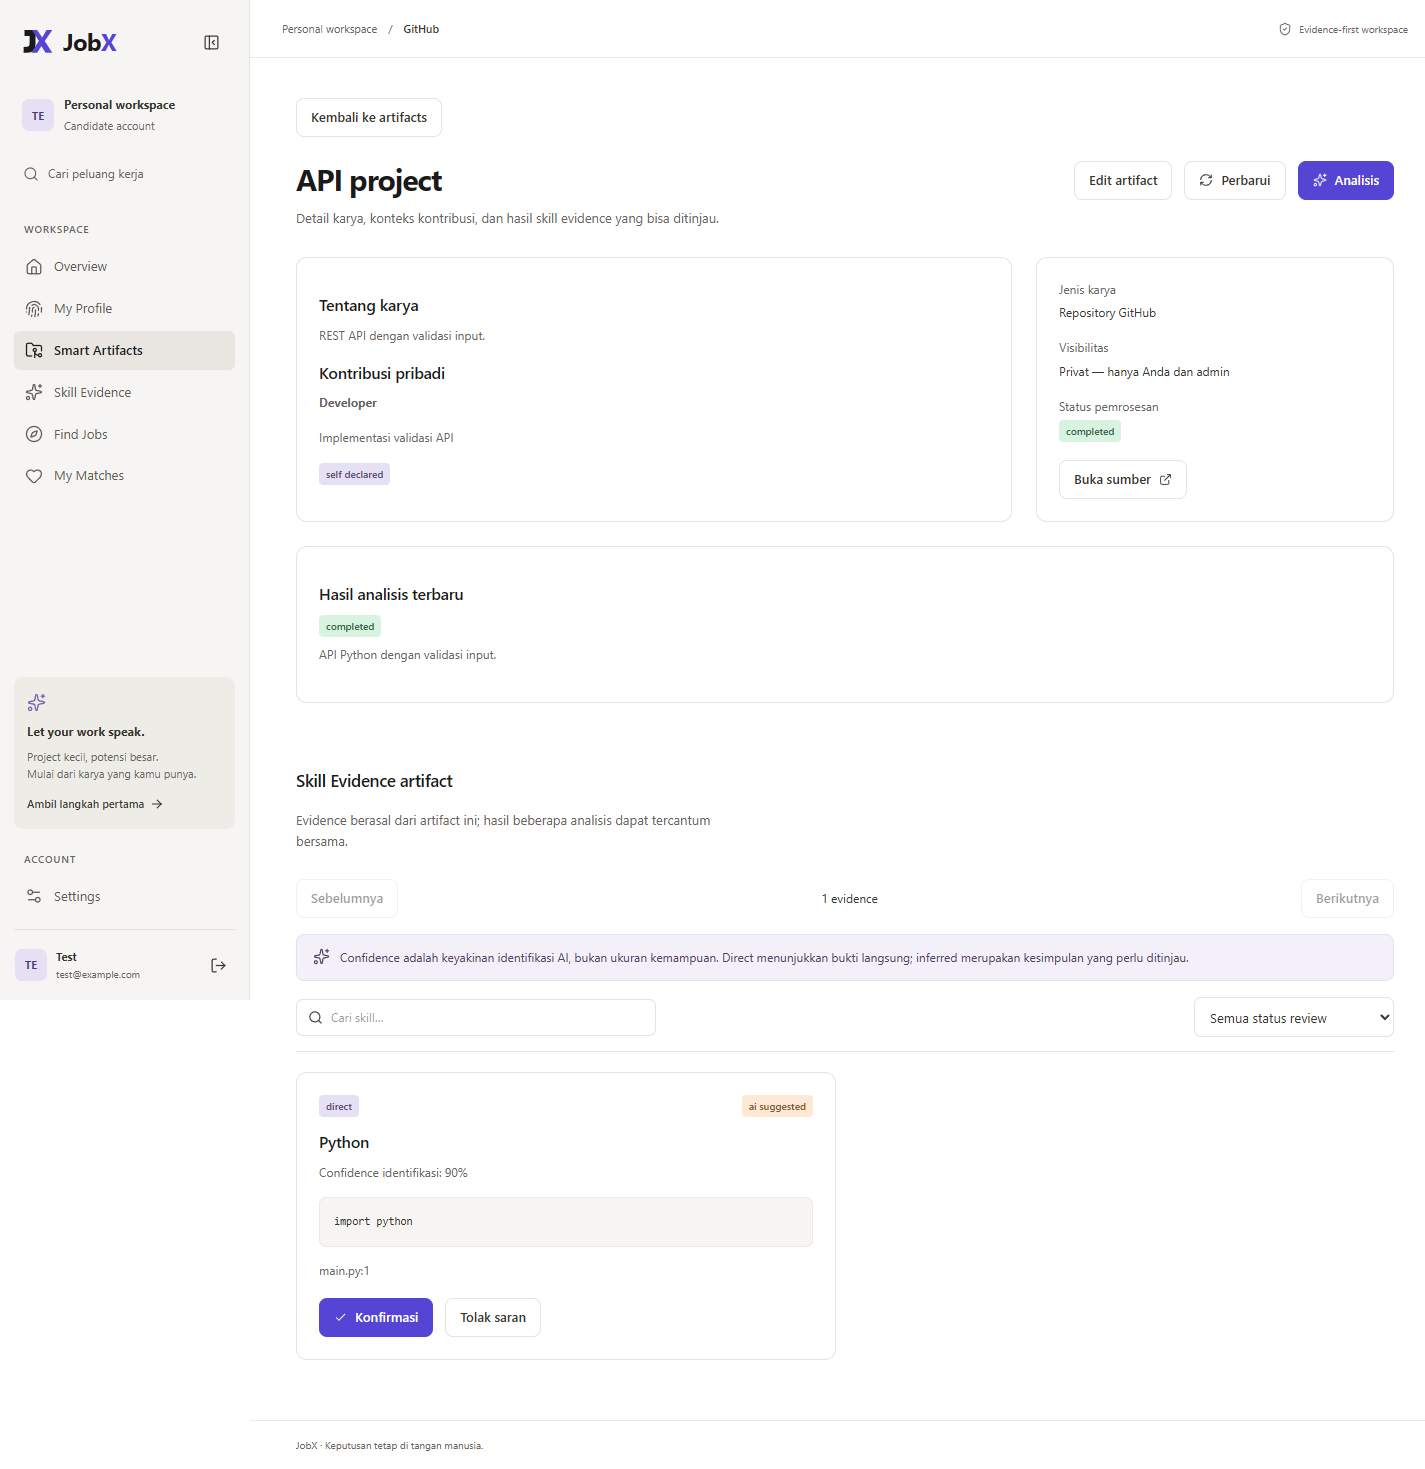 JX JobX
Personal workspace / GitHub
Evidence-first workspace
TE
Personal workspace
Candidate account
Cari peluang kerja
WORKSPACE
Overview
My Profile
Smart Artifacts
Skill Evidence
Find Jobs
My Matches
Let your work speak.
Project kecil, potensi besar.
Mulai dari karya yang kamu punya.
Ambil langkah pertama
ACCOUNT
Settings
TE
Test
test@example.com
Kembali ke artifacts
API project
Edit artifact
Perbarui
Analisis
Detail karya, konteks kontribusi, dan hasil skill evidence yang bisa ditinjau.
Tentang karya
REST API dengan validasi input.
Kontribusi pribadi
Developer
Implementasi validasi API
self declared
Jenis karya
Repository GitHub
Visibilitas
Privat — hanya Anda dan admin
Status pemrosesan
completed
Buka sumber
Hasil analisis terbaru
completed
API Python dengan validasi input.
Skill Evidence artifact
Evidence berasal dari artifact ini; hasil beberapa analisis dapat tercantum
bersama.
Sebelumnya
1 evidence
Berikutnya
Confidence adalah keyakinan identifikasi AI, bukan ukuran kemampuan. Direct menunjukkan bukti langsung; inferred merupakan kesimpulan yang perlu ditinjau.
Cari skill...
Semua status review
direct
ai suggested
Python
Confidence identifikasi: 90%
import python
main.py:1
Konfirmasi
Tolak saran
JobX · Keputusan tetap di tangan manusia.